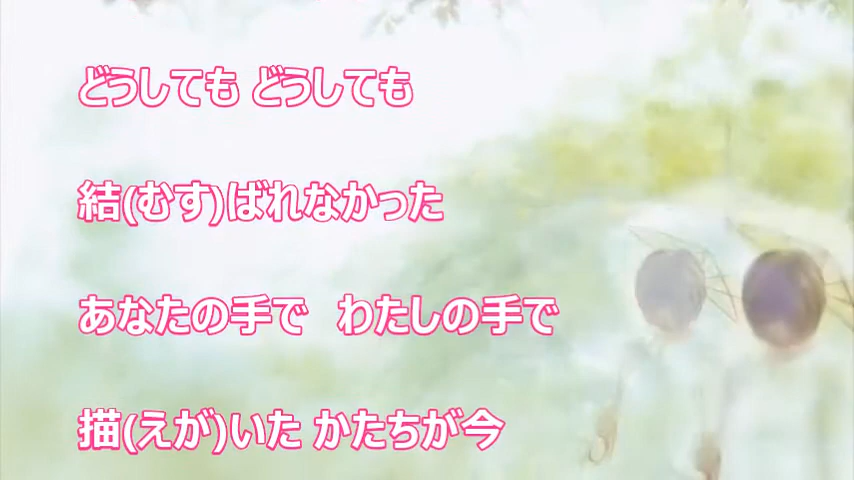 どうしても どうしても
結(むす)ばれなかった
あなたの手で　わたしの手で
描(えが)いた かたちが今